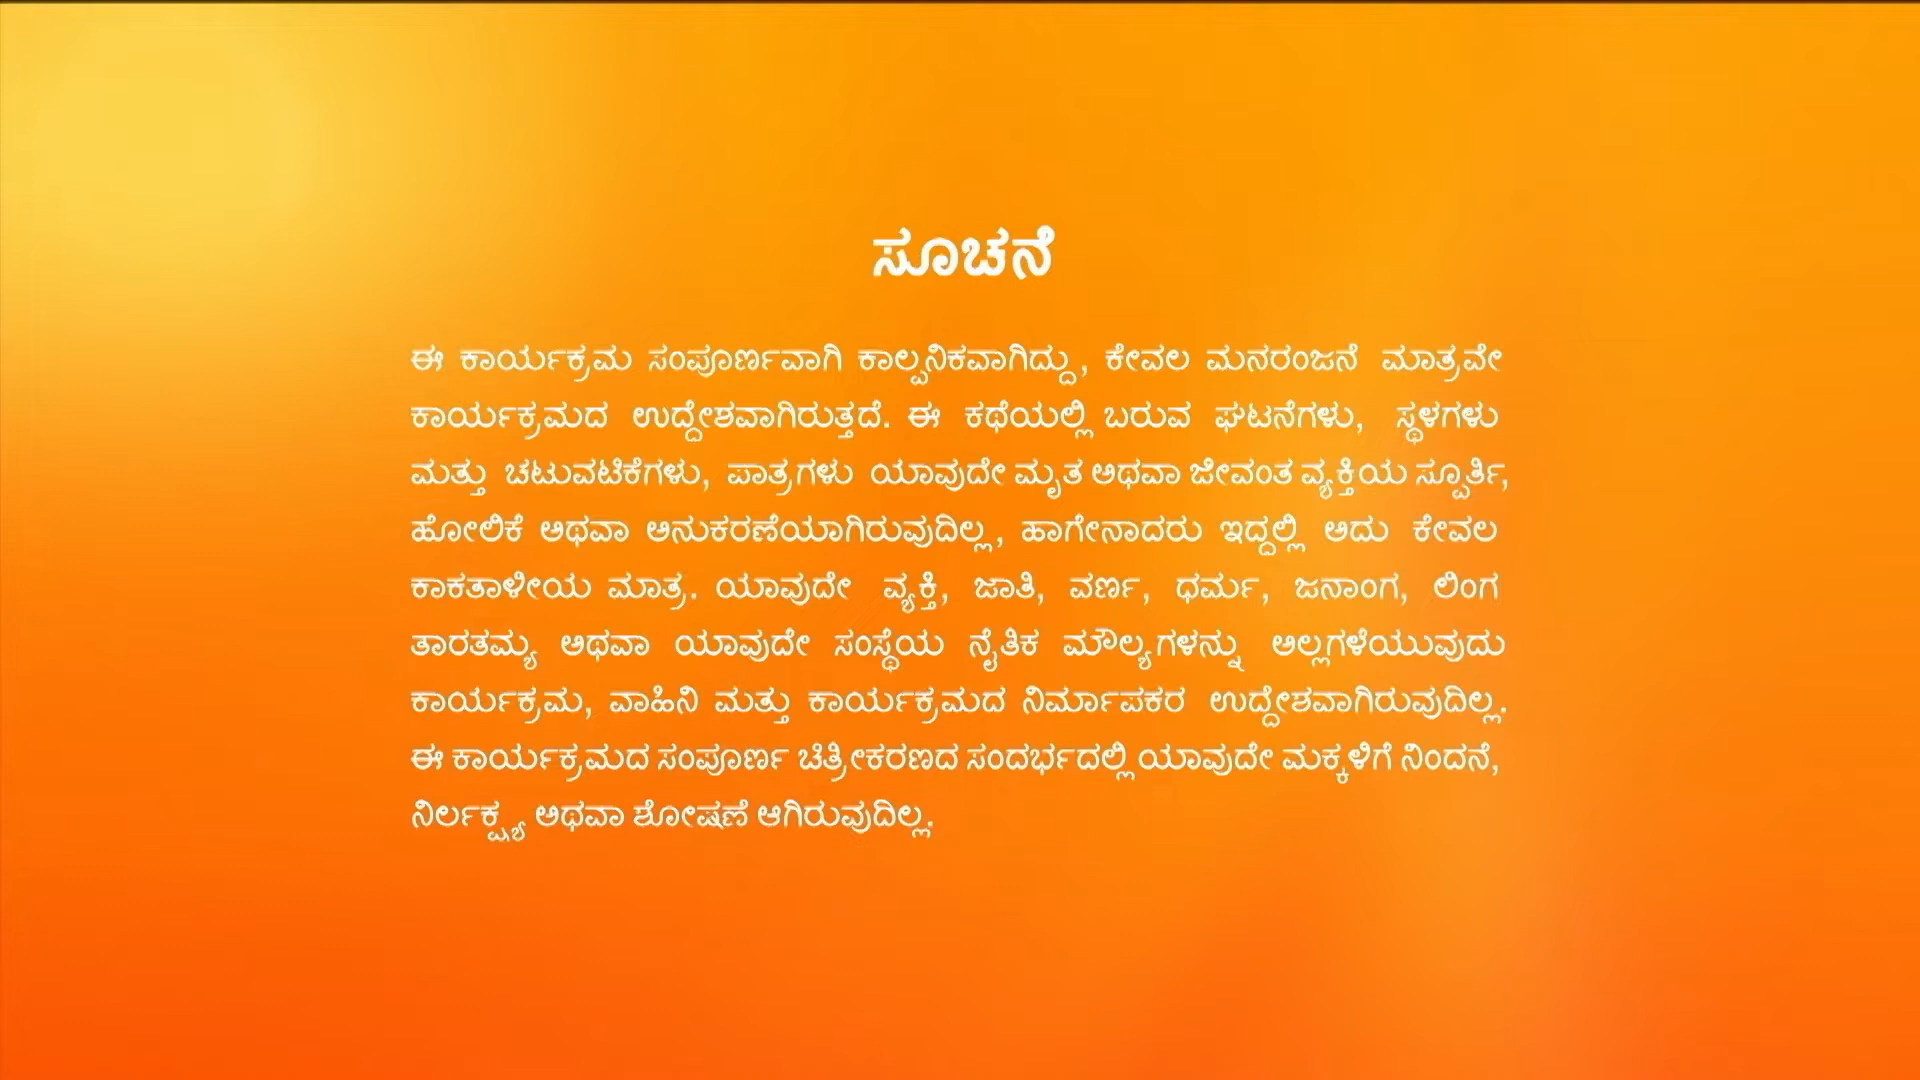 ಸೂಚನೆ
ಈ ಕಾರ್ಯಕ್ರಮ ಸಂಪೂರ್ಣವಾಗಿ ಕಾಲ್ಪನಿಕವಾಗಿದ್ದು, ಕೇವಲ ಮನರಂಜನೆ ಮಾತ್ರವೇ
ಕಾರ್ಯಕ್ರಮದ ಉದ್ದೇಶವಾಗಿರುತ್ತದೆ. ಈ ಕಥೆಯಲ್ಲಿ ಬರುವ ಘಟನೆಗಳು, ಸ್ಥಳಗಳು
ಮತ್ತು ಚಟುವಟಿಕೆಗಳು, ಪಾತ್ರಗಳು ಯಾವುದೇ ಮೃತ ಅಥವಾ ಜೀವಂತ ವ್ಯಕ್ತಿಯ ಸ್ಪೂರ್ತಿ,
ಹೋಲಿಕೆ ಅಥವಾ ಅನುಕರಣೆಯಾಗಿರುವುದಿಲ್ಲ, ಹಾಗೇನಾದರು ಇದ್ದಲ್ಲಿ ಅದು ಕೇವಲ
ಕಾಕತಾಳೀಯ ಮಾತ್ರ. ಯಾವುದೇ ವ್ಯಕ್ತಿ, ಜಾತಿ, ವರ್ಣ, ಧರ್ಮ, ಜನಾಂಗ, ಲಿಂಗ
ತಾರತಮ್ಯ ಅಥವಾ ಯಾವುದೇ ಸಂಸ್ಥೆಯ ನೈತಿಕ ಮೌಲ್ಯಗಳನ್ನು ಅಲ್ಲಗಳೆಯುವುದು
ಕಾರ್ಯಕ್ರಮ, ವಾಹಿನಿ ಮತ್ತು ಕಾರ್ಯಕ್ರಮದ ನಿರ್ಮಾಪಕರ ಉದ್ದೇಶವಾಗಿರುವುದಿಲ್ಲ.
ಈ ಕಾರ್ಯಕ್ರಮದ ಸಂಪೂರ್ಣ ಚಿತ್ರೀಕರಣದ ಸಂದರ್ಭದಲ್ಲಿ ಯಾವುದೇ ಮಕ್ಕಳಿಗೆ ನಿಂದನೆ,
ನಿರ್ಲಕ್ಷ್ಯ ಅಥವಾ ಶೋಷಣೆ ಆಗಿರುವುದಿಲ್ಲ.